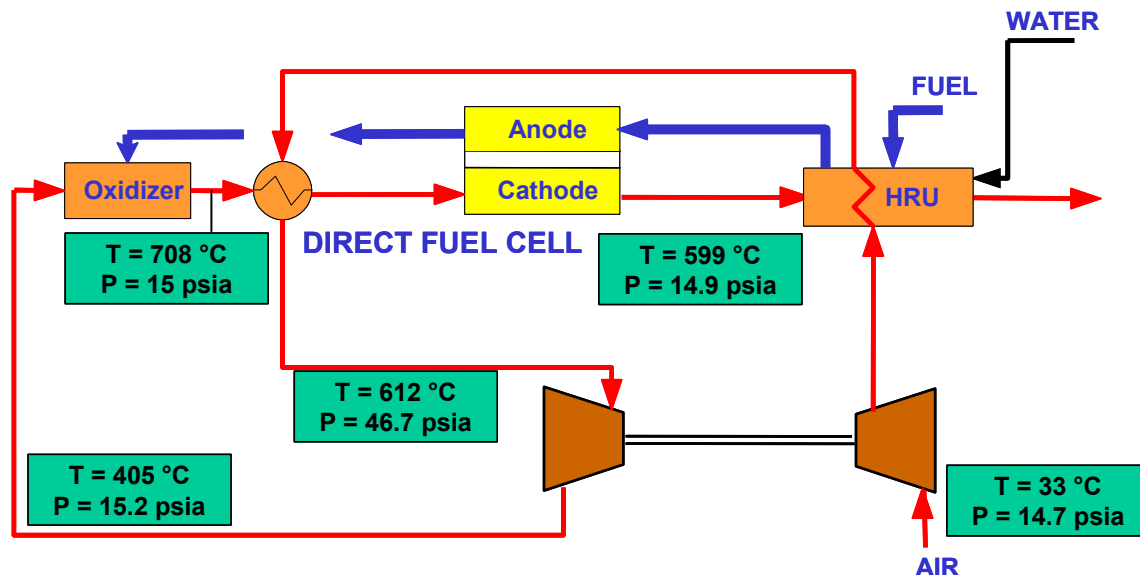 WATER
FUEL
Anode
Oxidizer
Cathode
HRU
DIRECT FUEL CELL
T = 708 °C
P = 15 psia
T = 599 °C
P = 14.9 psia
T = 612 °C
P = 46.7 psia
T = 405 °C
P = 15.2 psia
T = 33 °C
P = 14.7 psia
AIR